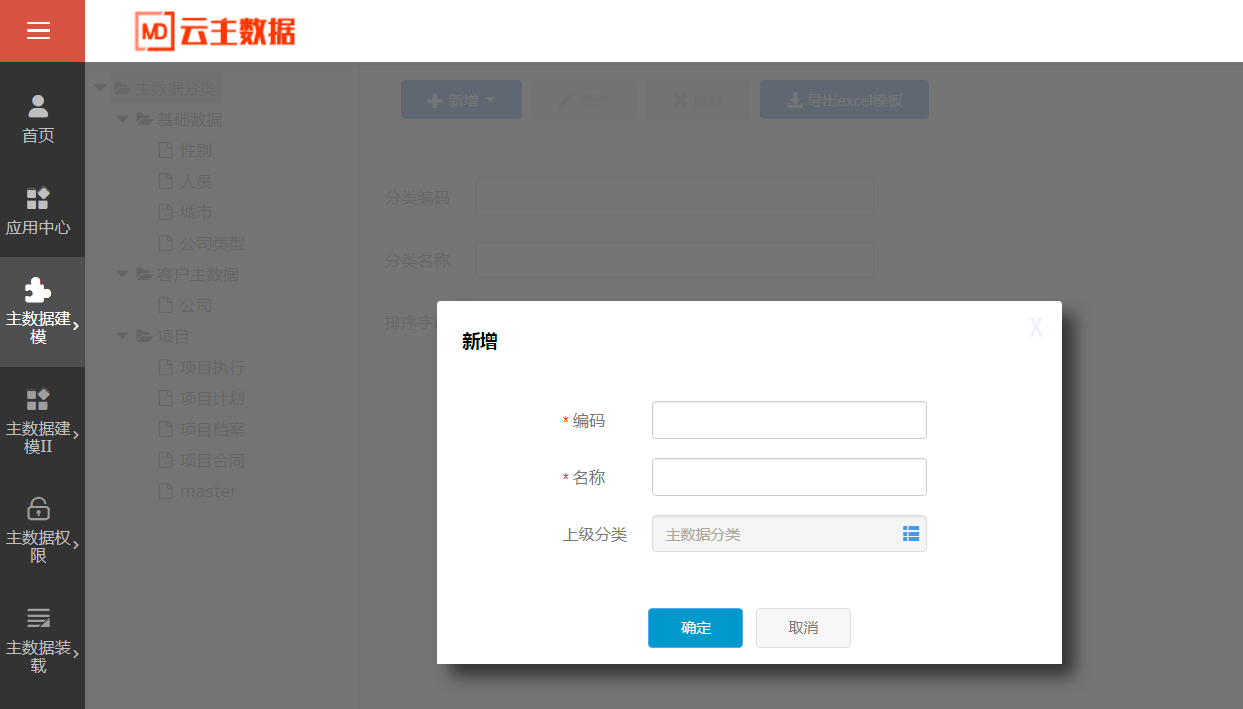 MD 云主数据
首页
应用中心
主数据建
模
主数据建
模II
主数据权
限
主数据装
载
主数据分类
基础数据
性别
人员
城市
公司类型
客户主数据
公司
项目
项目执行
项目计划
项目档案
项目合同
master
新增
导出excel模板
分类编码
分类名称
排序字
新增
X
* 编码
* 名称
上级分类
主数据分类
确定
取消